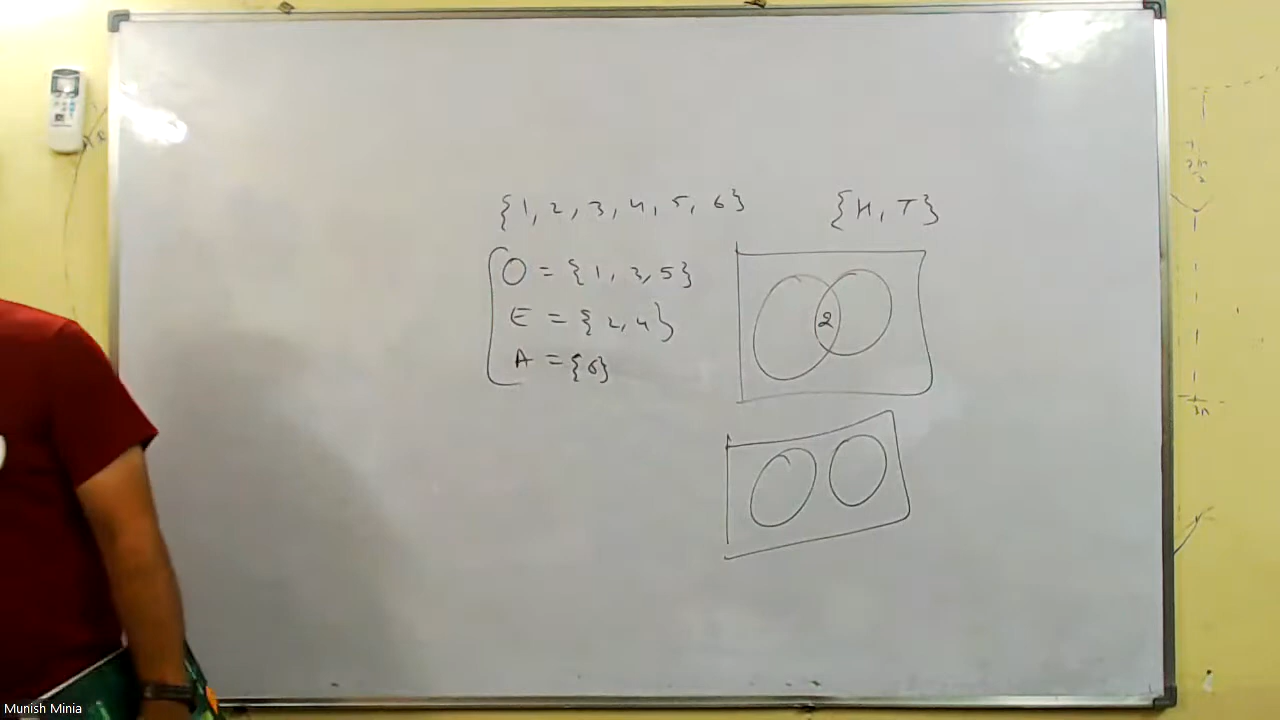 {1, 2, 3, 4, 5, 6}
{H, T}
O = {1, 3, 5}
E = {2, 4}
A = {6}
2
Munish Minia